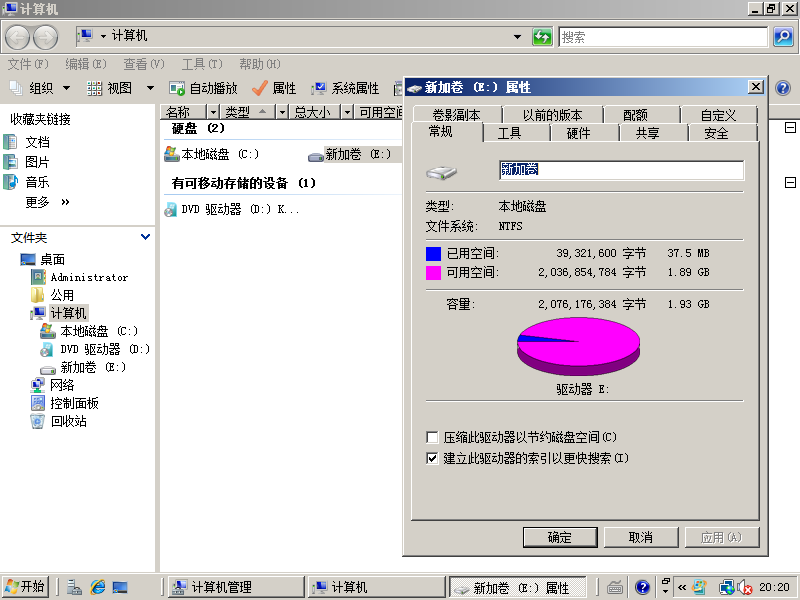 计算机
计算机
搜索
文件(F) 编辑(E) 查看(V) 工具(T) 帮助(H)
组织 视图 自动播放 属性 系统属性
收藏夹链接
文档
图片
音乐
更多 »
文件夹
桌面
Administrator
公用
计算机
本地磁盘 (C:)
DVD 驱动器 (D:)
新加卷 (E:)
网络
控制面板
回收站
名称 类型 总大小 可用空间
硬盘 (2)
本地磁盘 (C:) 新加卷 (E:)
有可移动存储的设备 (1)
DVD 驱动器 (D:) K...
新加卷 (E:) 属性
卷影副本 以前的版本 配额 自定义
常规 工具 硬件 共享 安全
新加卷
类型: 本地磁盘
文件系统: NTFS
已用空间: 39,321,600 字节 37.5 MB
可用空间: 2,036,854,784 字节 1.89 GB
容量: 2,076,176,384 字节 1.93 GB
驱动器 E:
压缩此驱动器以节约磁盘空间(C)
建立此驱动器的索引以更快搜索(I)
确定 取消 应用(A)
开始 计算机管理 计算机 新加卷 (E:) 属性 « 20:20